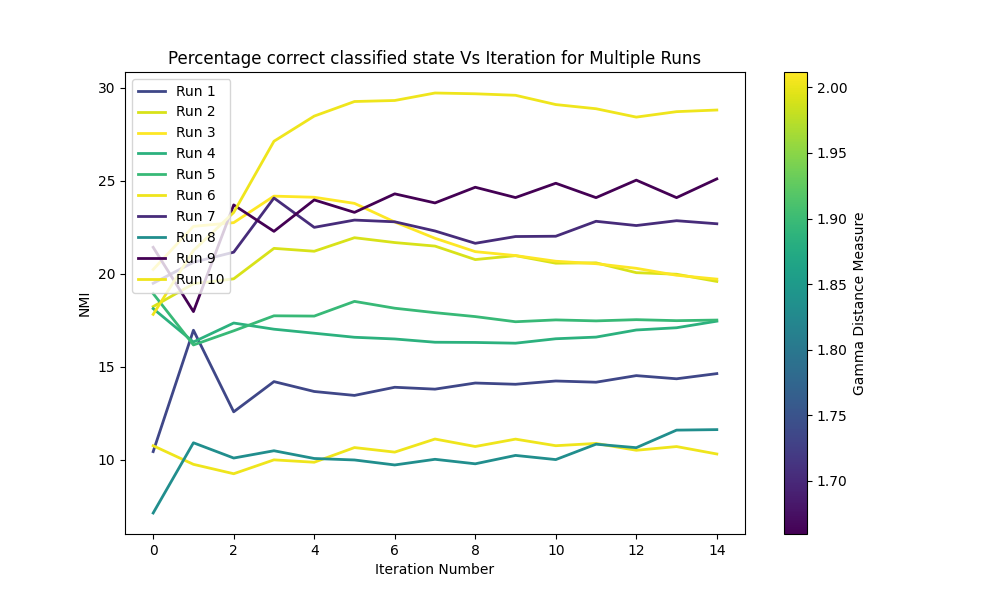 Percentage correct classified state Vs Iteration for Multiple Runs
30
25
20
15
10
NMI
Run 1
Run 2
Run 3
Run 4
Run 5
Run 6
Run 7
Run 8
Run 9
Run 10
0 2 4 6 8 10 12 14
Iteration Number
2.00
1.95
1.90
1.85
1.80
1.75
1.70
Gamma Distance Measure